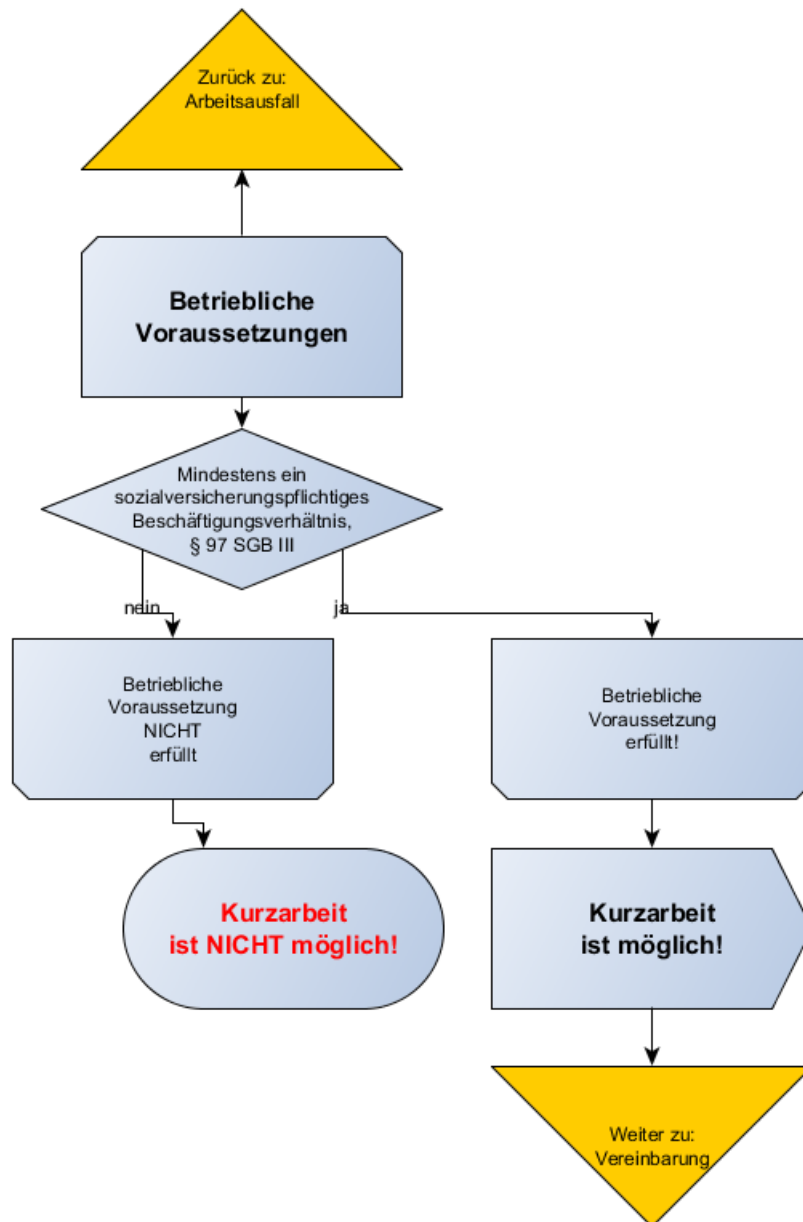 Zurück zu:
Arbeitsausfall
Betriebliche
Voraussetzungen
Mindestens ein
sozialversicherungspflichtiges
Beschäftigungsverhältnis,
§ 97 SGB III
nein
ja
Betriebliche
Voraussetzung
NICHT
erfüllt
Betriebliche
Voraussetzung
erfüllt!
Kurzarbeit
ist NICHT möglich!
Kurzarbeit
ist möglich!
Weiter zu:
Vereinbarung